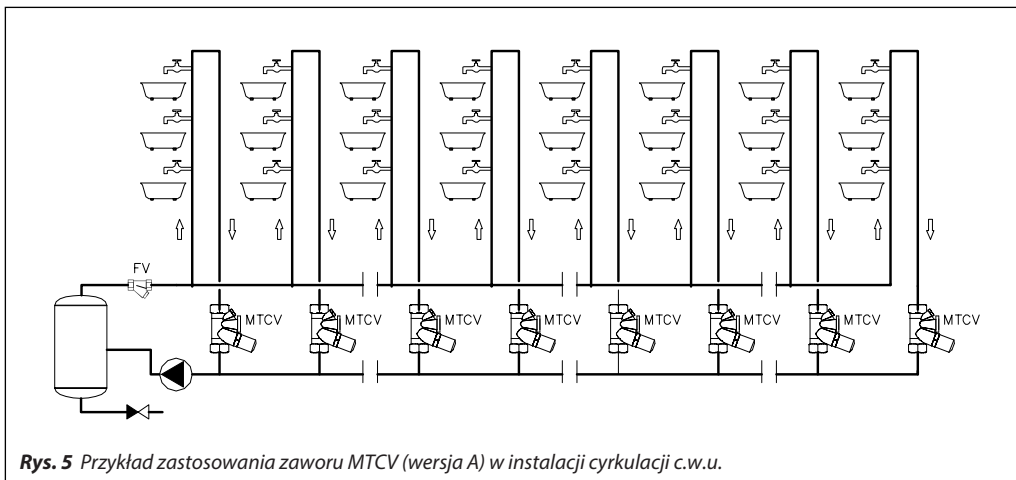 FV
MTCV MTCV MTCV MTCV MTCV MTCV MTCV MTCV
Rys. 5 Przykład zastosowania zaworu MTCV (wersja A) w instalacji cyrkulacji c.w.u.